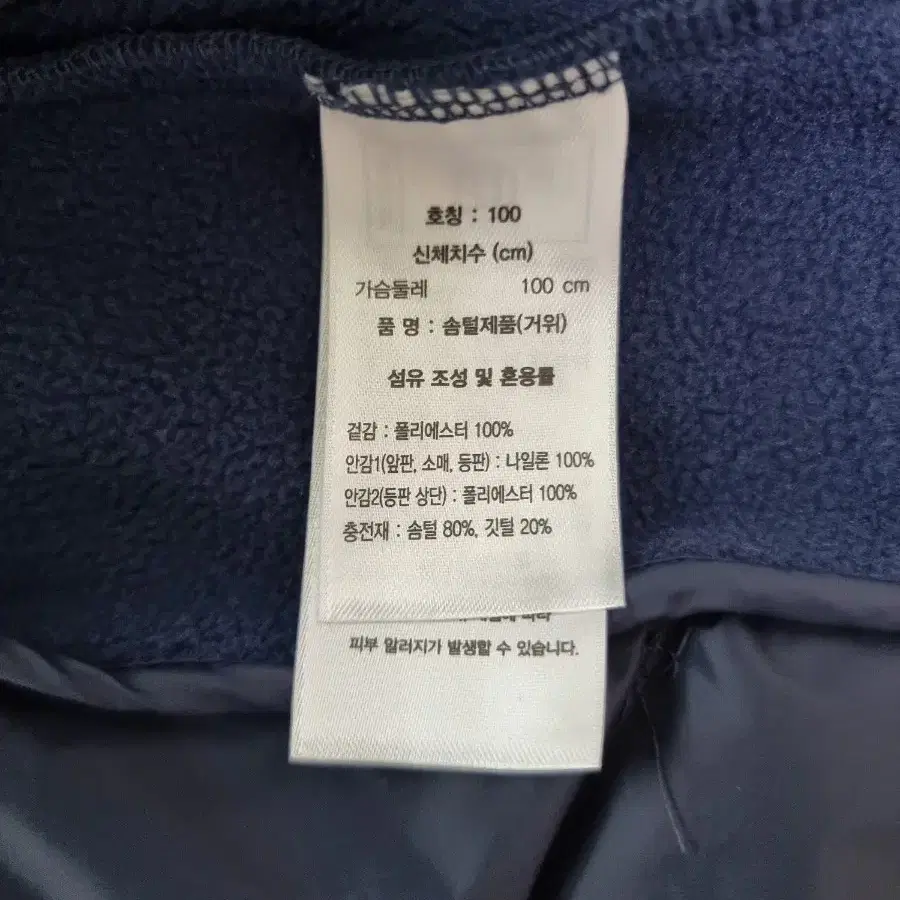 호칭 : 100
신체치수 (cm)
가슴둘레 100 cm
품 명 : 솜털제품(거위)
섬유 조성 및 혼용률
겉감 : 폴리에스터 100%
안감1(앞판, 소매, 등판) : 나일론 100%
안감2(등판 상단) : 폴리에스터 100%
충전재 : 솜털 80%, 깃털 20%
피부 알러지가 발생할 수 있습니다.